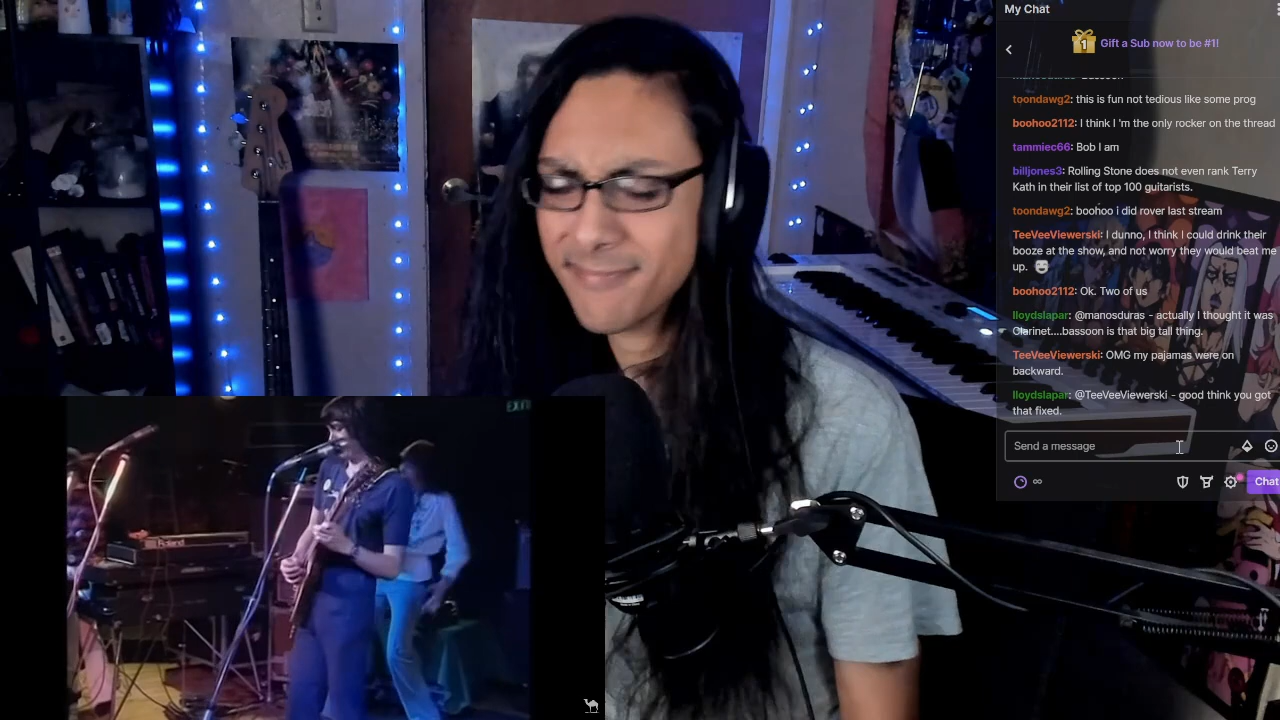 My Chat
1 Gift a Sub now to be #1!
toondawg2: this is fun not tedious like some prog
boohoo2112: I think I 'm the only rocker on the thread
tammiec66: Bob I am
billjones3: Rolling Stone does not even rank Terry
Kath in their list of top 100 guitarists.
toondawg2: boohoo i did rover last stream
TeeVeeViewerski: I dunno, I think I could drink their
booze at the show, and not worry they would beat me
up.
boohoo2112: Ok. Two of us
lloydslapar: @manosduras - actually I thought it was
Clarinet....bassoon is that big tall thing.
TeeVeeViewerski: OMG my pajamas were on
backward.
lloydslapar: @TeeVeeViewerski - good think you got
that fixed.
Send a message
Chat
Roland
EXIT